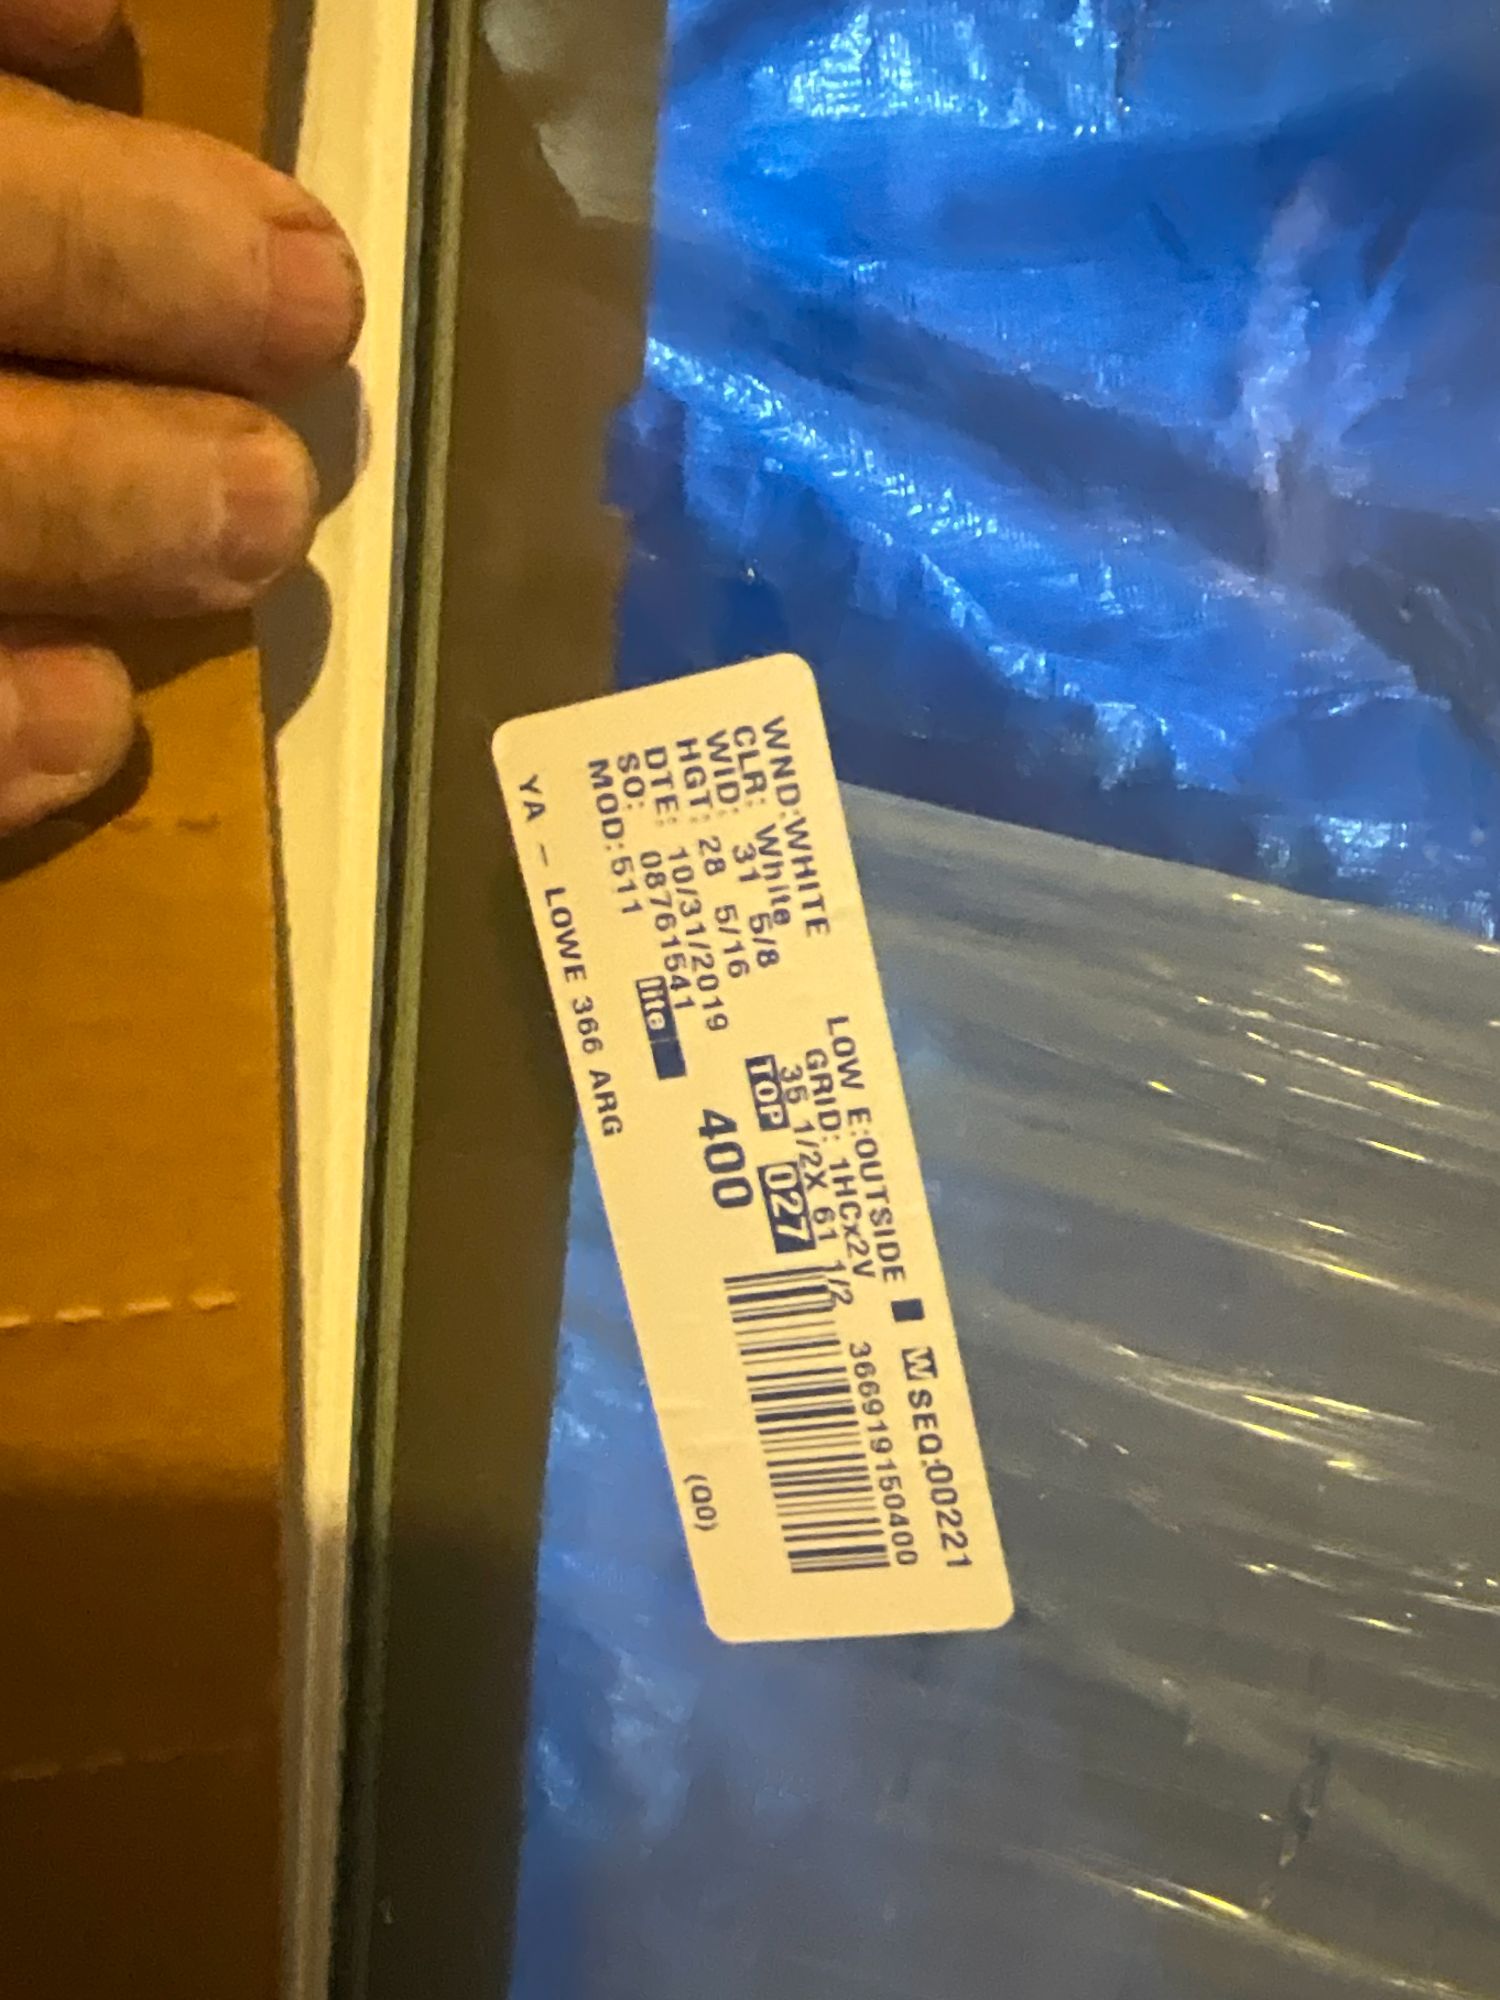 WND:WHITE
CLR: White
WID: 31 5/8
HGT: 28 5/16
DTE: 10/31/2019
SO: 08761541
MOD:511
YA - LOWE 366 ARG
LOW E:OUTSIDE
GRID: 1HCx2V
35 1/2X 61 1/2
TOP 027
400
W SEQ:00221
366919150400
(Q0)